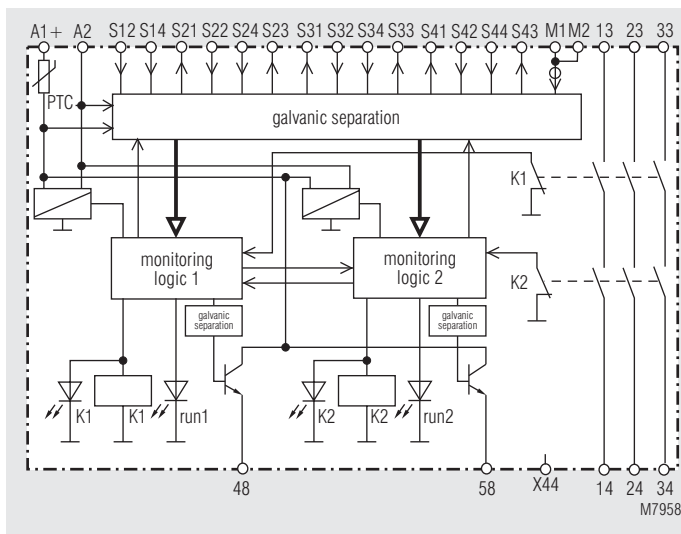 A1+ A2 S12 S14 S21 S22 S24 S23 S31 S32 S34 S33 S41 S42 S44 S43 M1 M2 13 23 33
PTC
galvanic separation
K1
monitoring logic 1
monitoring logic 2
K2
galvanic separation
galvanic separation
K1 K1 run1 K2 K2 run2
48 58 X44 14 24 34
M7958